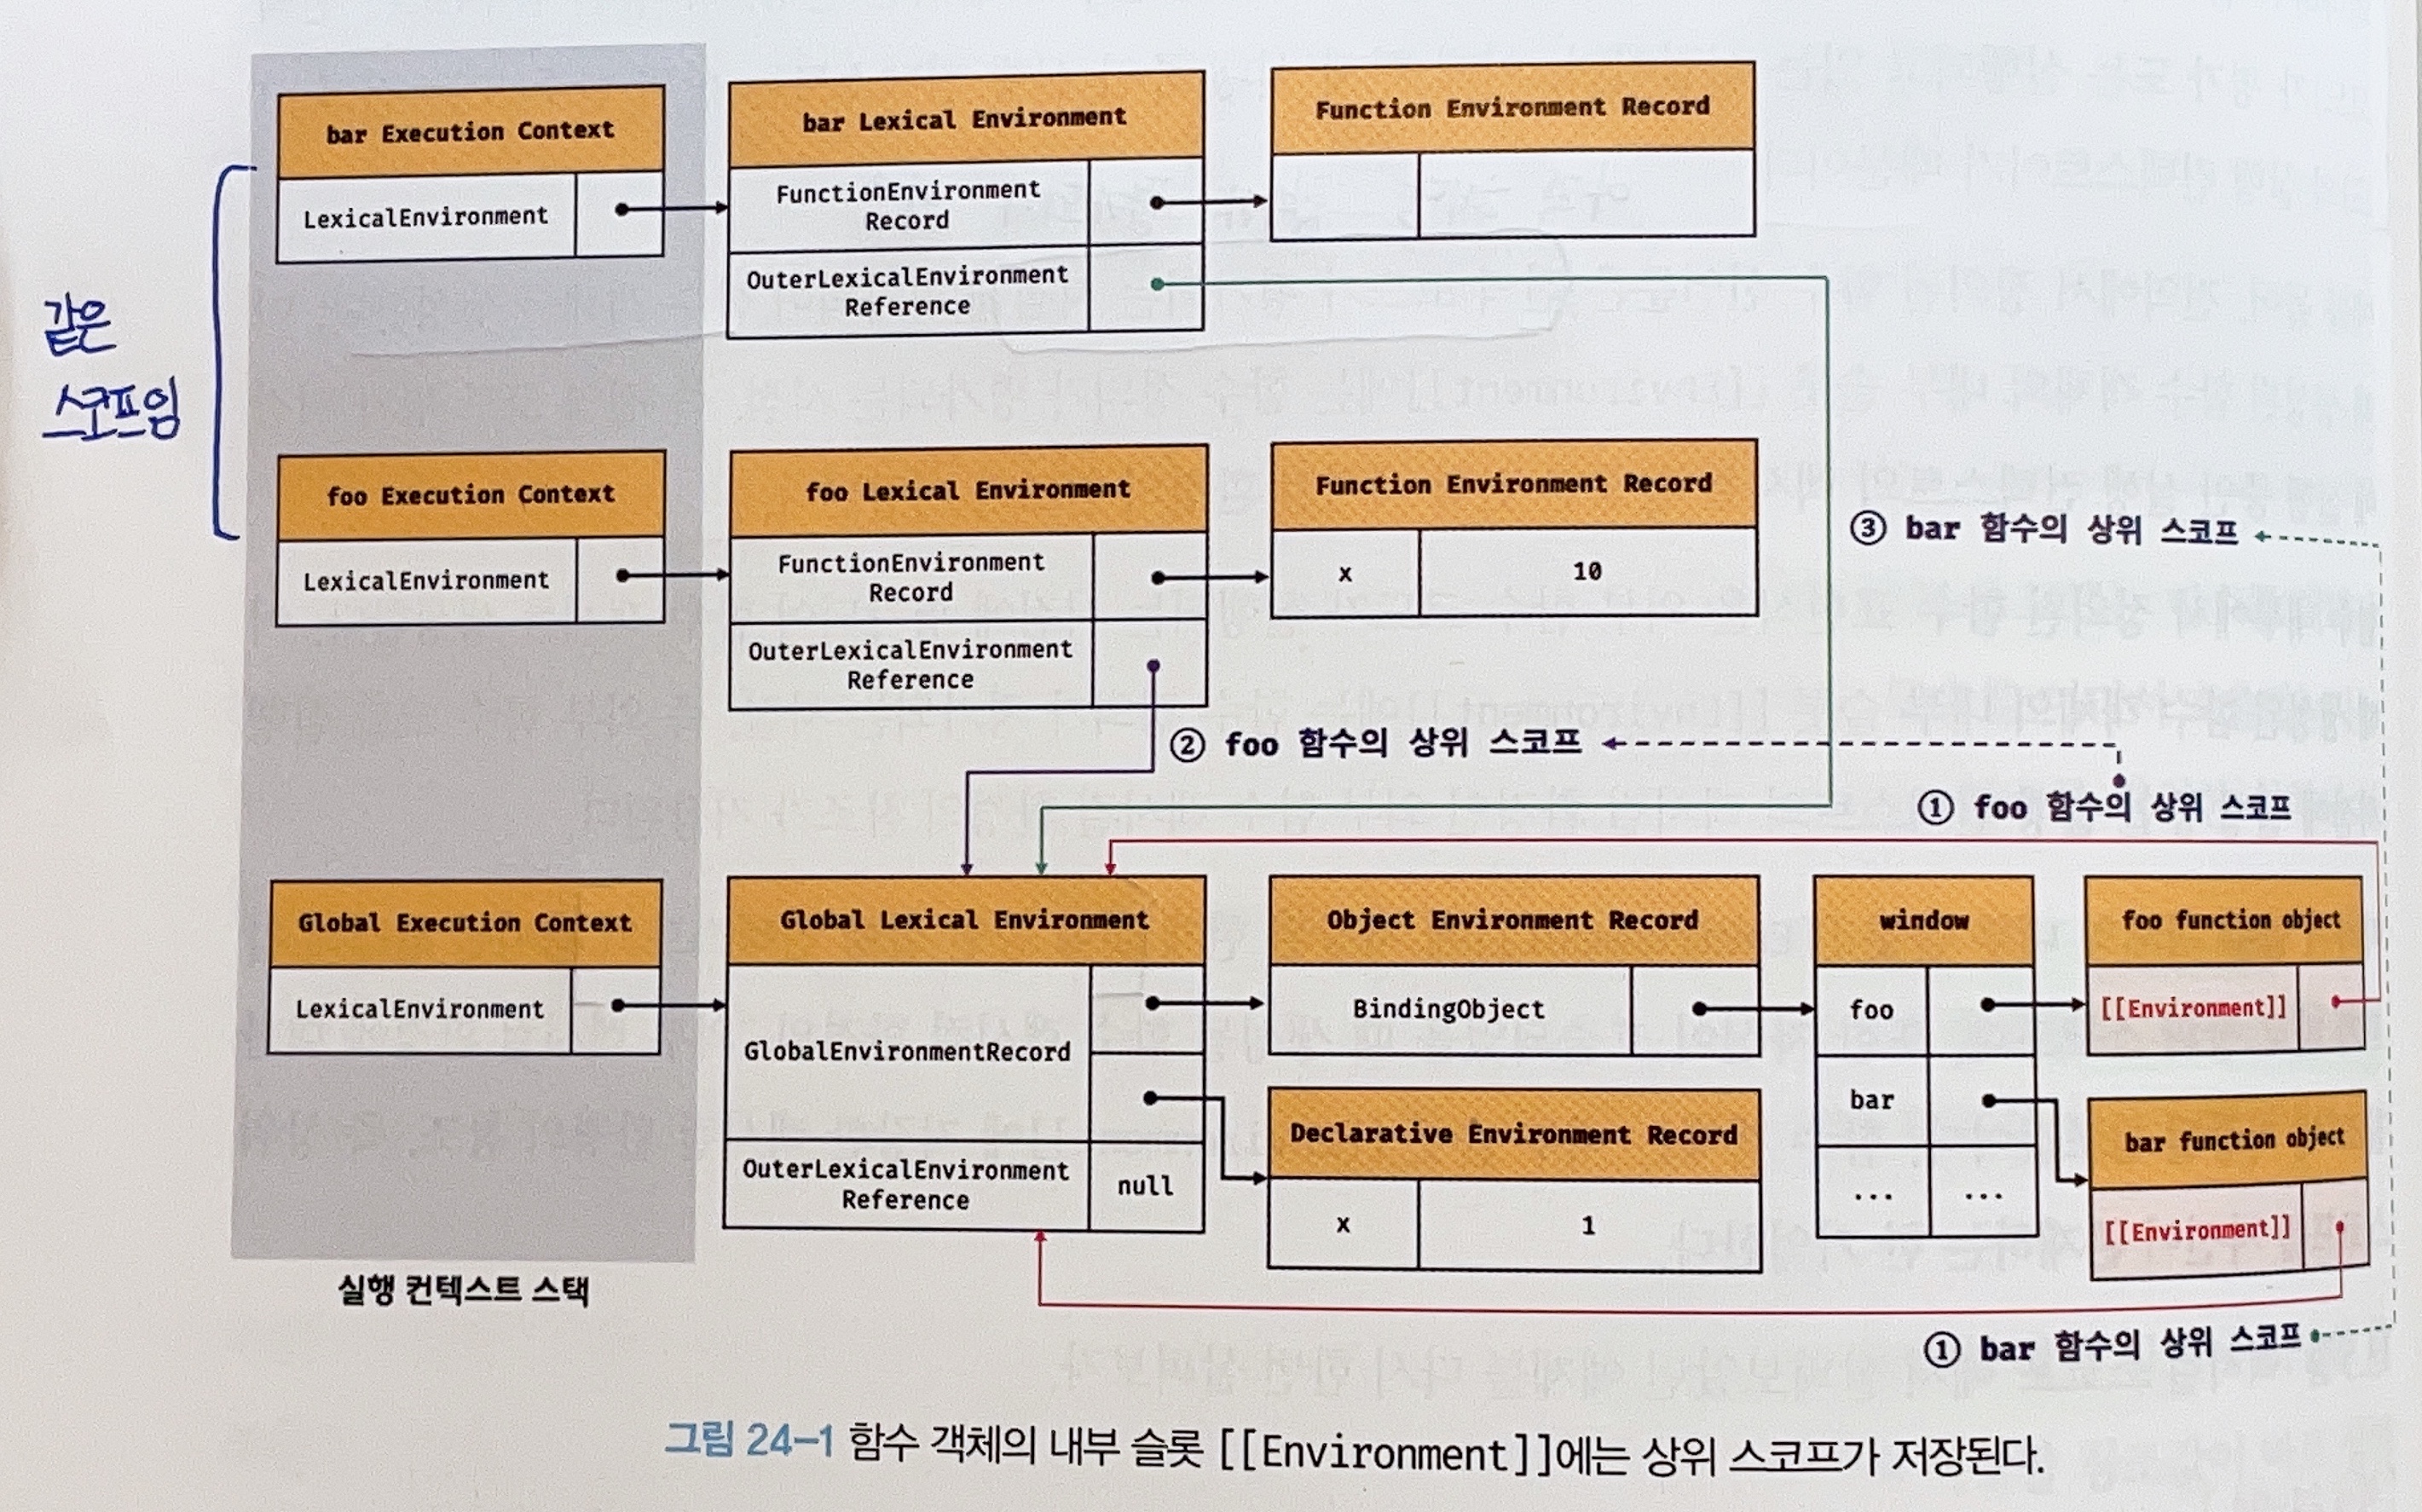 bar Execution Context
LexicalEnvironment
bar Lexical Environment
FunctionEnvironment
Record
OuterLexicalEnvironment
Reference
Function Environment Record
같은
스코프임
foo Execution Context
LexicalEnvironment
foo Lexical Environment
FunctionEnvironment
Record
OuterLexicalEnvironment
Reference
Function Environment Record
x 10
③ bar 함수의 상위 스코프
② foo 함수의 상위 스코프
① foo 함수의 상위 스코프
Global Execution Context
LexicalEnvironment
Global Lexical Environment
GlobalEnvironmentRecord
OuterLexicalEnvironment
Reference
null
Object Environment Record
BindingObject
Declarative Environment Record
x 1
window
foo
bar
... ...
foo function object
[[Environment]]
bar function object
[[Environment]]
실행 컨텍스트 스택
① bar 함수의 상위 스코프
그림 24-1 함수 객체의 내부 슬롯 [[Environment]]에는 상위 스코프가 저장된다.